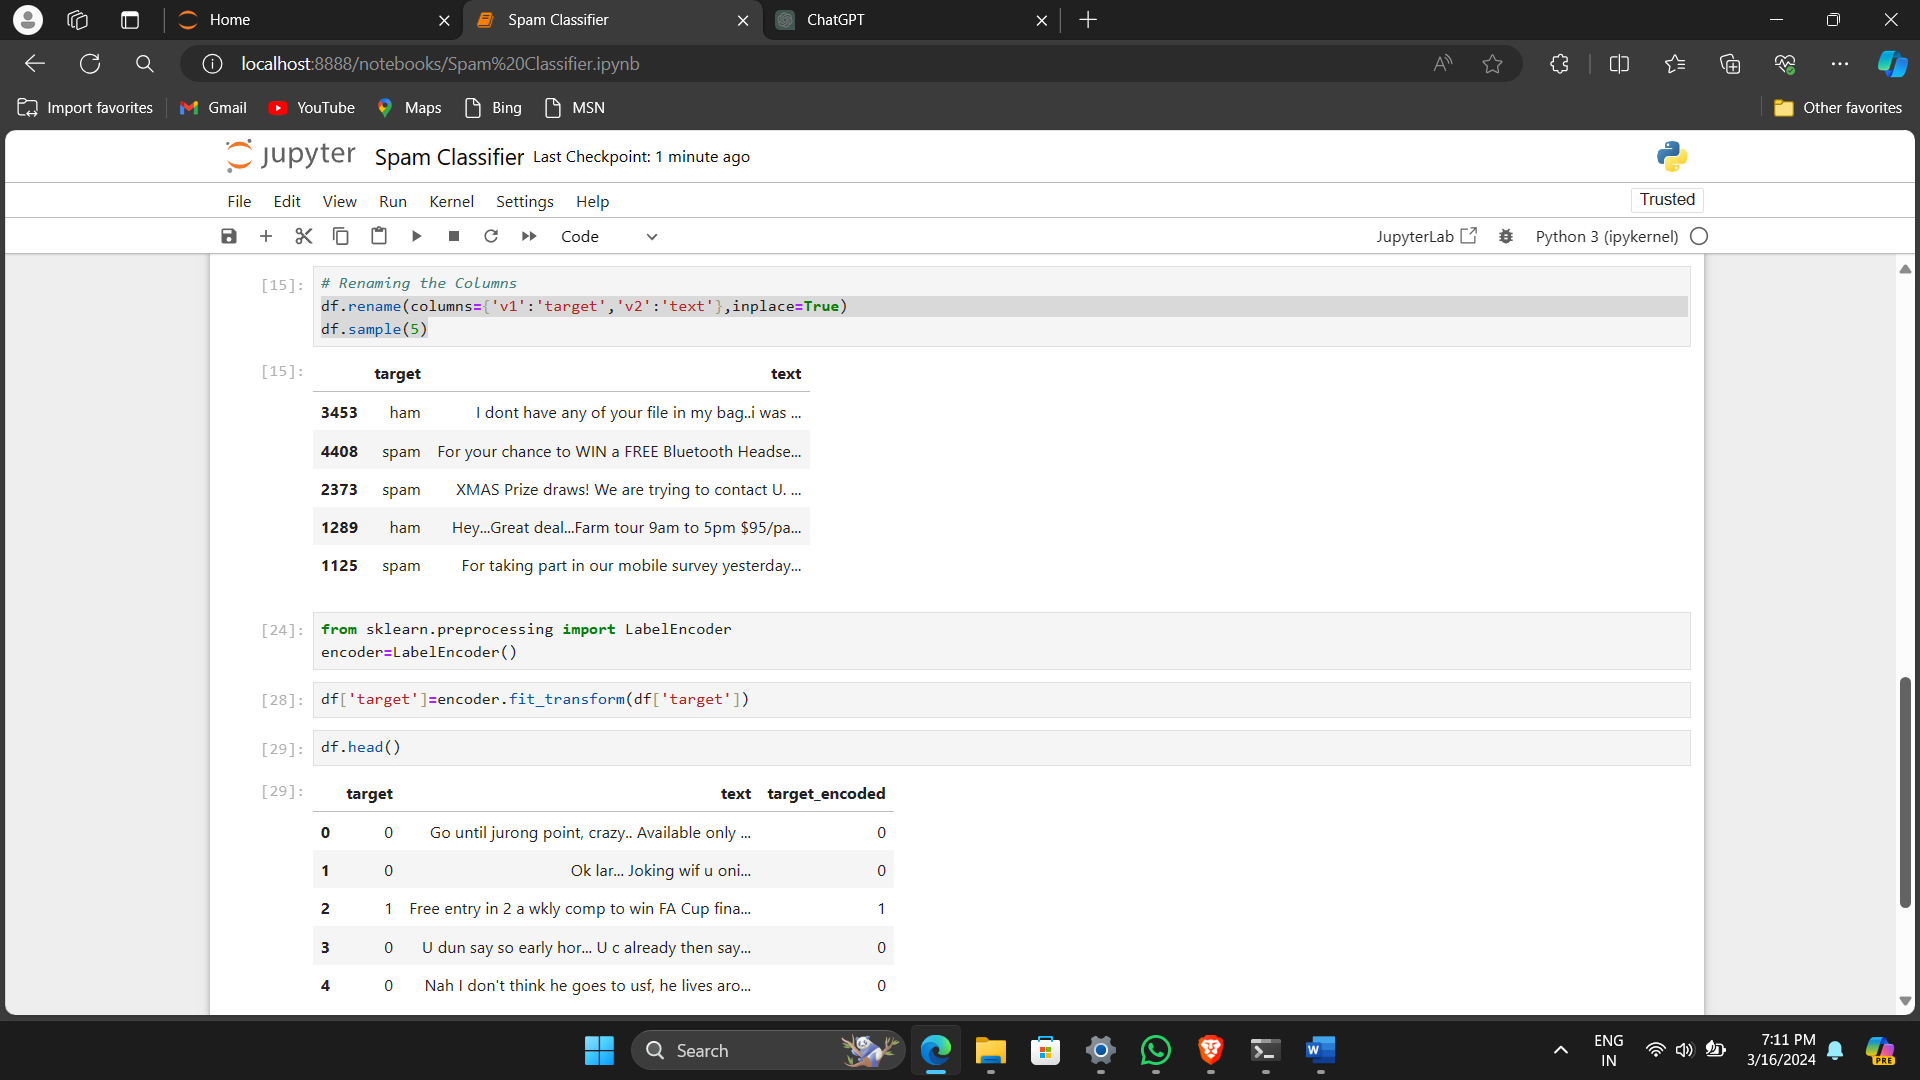 Home
Spam Classifier
ChatGPT
localhost:8888/notebooks/Spam%20Classifier.ipynb
Import favorites
Gmail
YouTube
Maps
Bing
MSN
Other favorites
jupyter Spam Classifier Last Checkpoint: 1 minute ago
File Edit View Run Kernel Settings Help
Trusted
Code
JupyterLab
Python 3 (ipykernel)
[15]: # Renaming the Columns
df.rename(columns={'v1':'target','v2':'text'},inplace=True)
df.sample(5)
[15]: target text
3453 ham I dont have any of your file in my bag..i was ...
4408 spam For your chance to WIN a FREE Bluetooth Headse...
2373 spam XMAS Prize draws! We are trying to contact U. ...
1289 ham Hey...Great deal...Farm tour 9am to 5pm $95/pa...
1125 spam For taking part in our mobile survey yesterday...
[24]: from sklearn.preprocessing import LabelEncoder
encoder=LabelEncoder()
[28]: df['target']=encoder.fit_transform(df['target'])
[29]: df.head()
[29]: target text target_encoded
0 0 Go until jurong point, crazy.. Available only ... 0
1 0 Ok lar... Joking wif u oni... 0
2 1 Free entry in 2 a wkly comp to win FA Cup fina... 1
3 0 U dun say so early hor... U c already then say... 0
4 0 Nah I don't think he goes to usf, he lives aro... 0
Search
ENG
IN
7:11 PM
3/16/2024
PRE